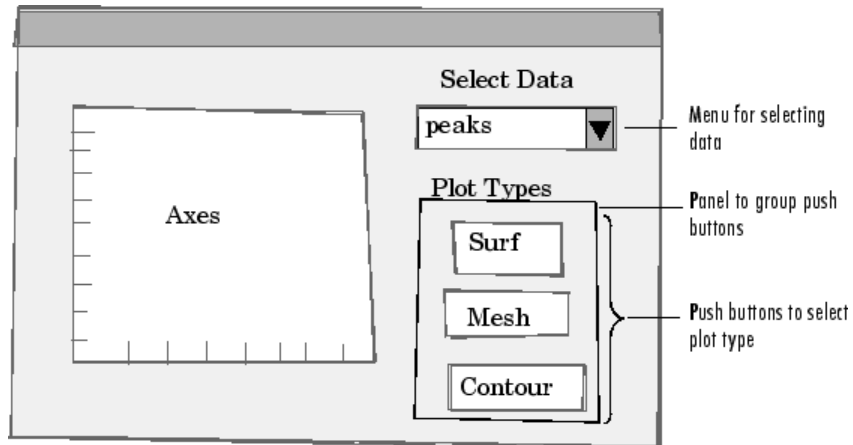 Select Data
peaks
Menu for selecting
data
Plot Types
Panel to group push
buttons
Axes
Surf
Mesh
Push buttons to select
plot type
Contour